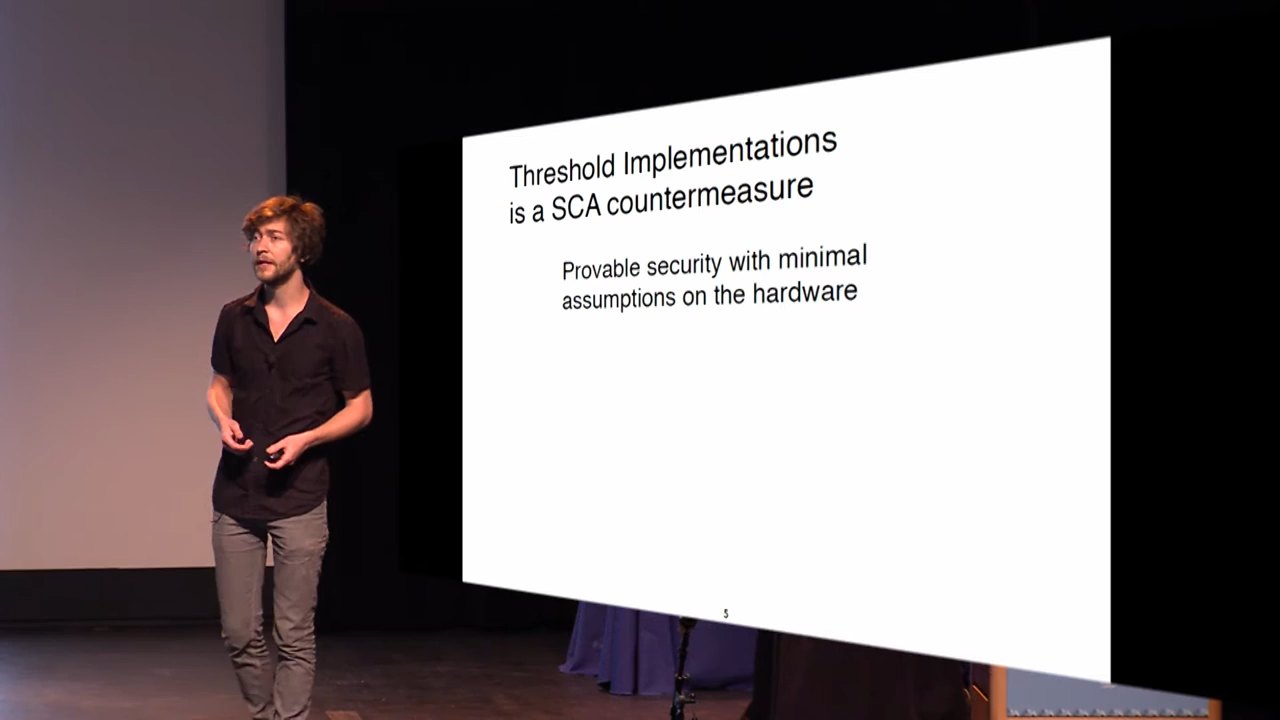 Threshold Implementations
is a SCA countermeasure
Provable security with minimal
assumptions on the hardware
5